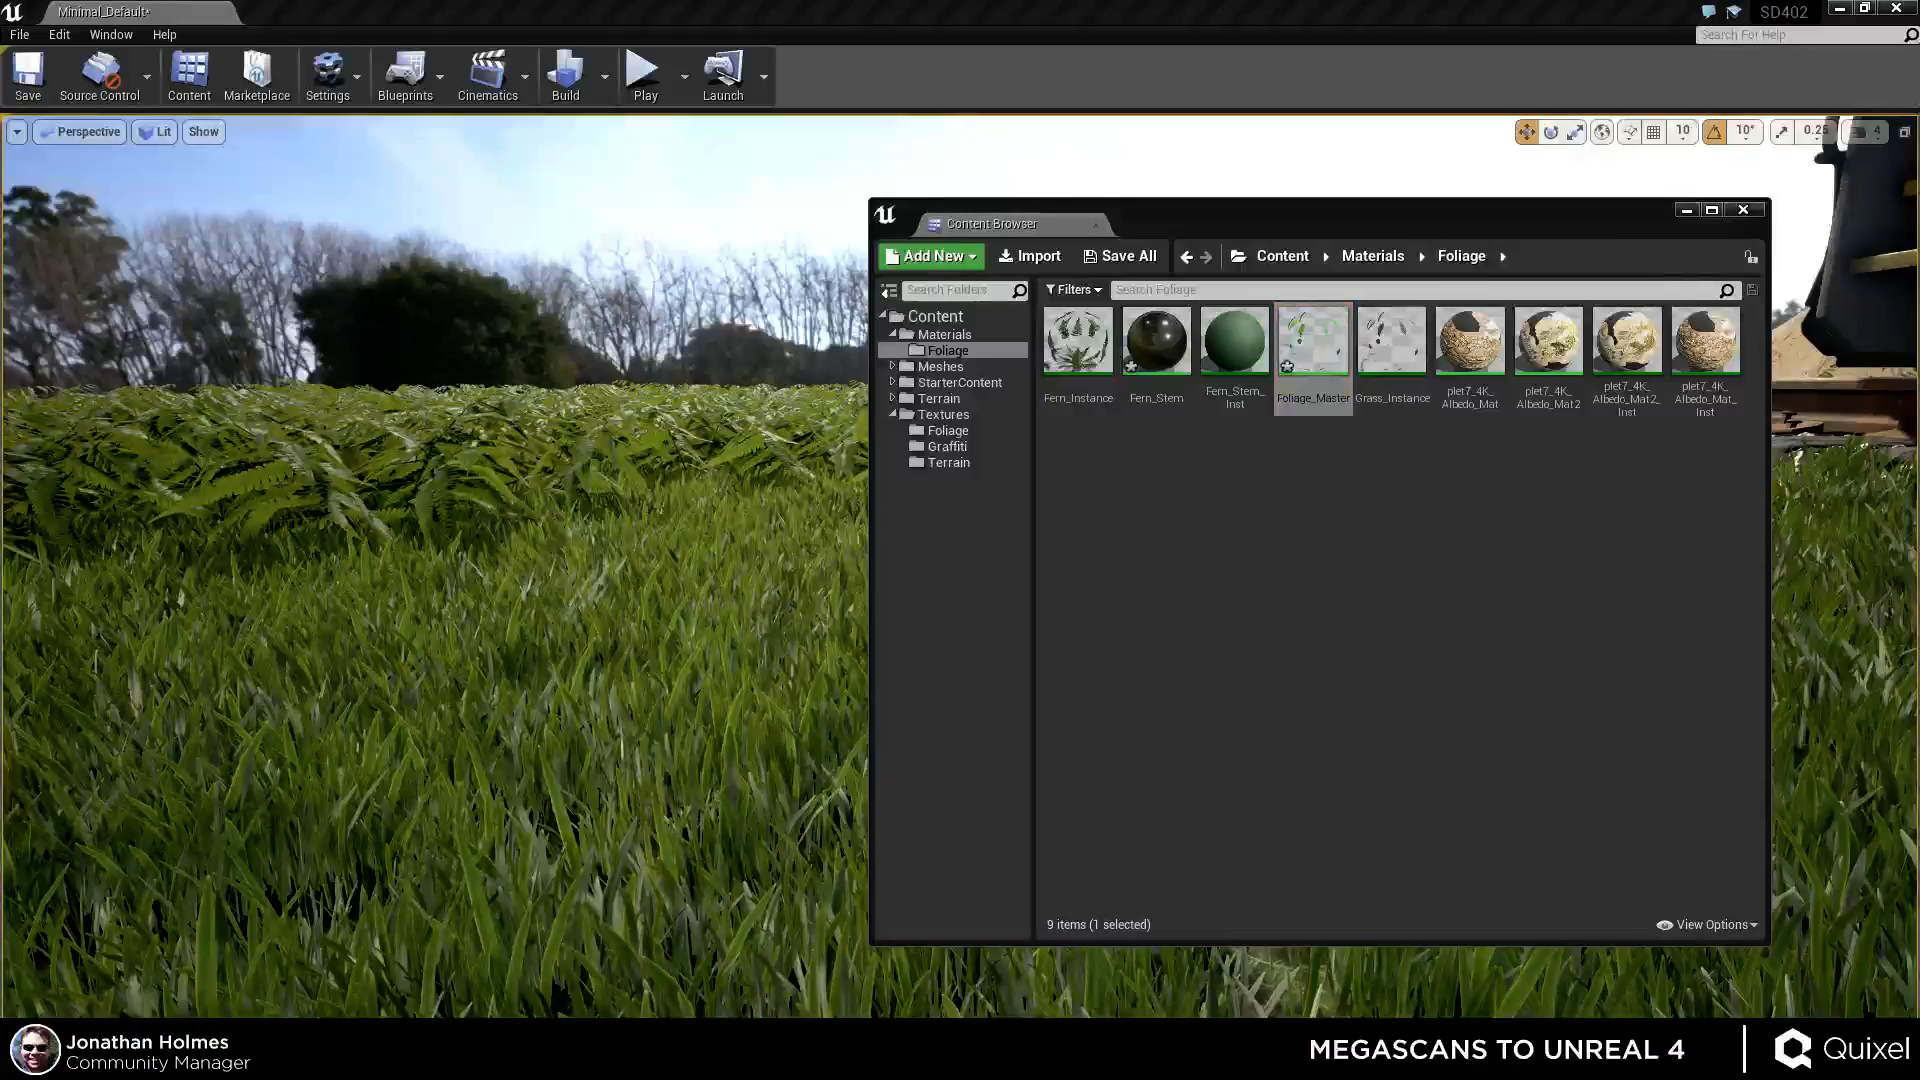 Minimal_Default*
SD402
File Edit Window Help
Search For Help
Save Source Control Content Marketplace Settings Blueprints Cinematics Build Play Launch
Perspective Lit Show
10 10° 0.25 4
Content Browser
Add New Import Save All Content Materials Foliage
Search Folders
Filters Search Foliage
Content
Materials
Foliage
Meshes
StarterContent
Terrain
Textures
Foliage
Graffiti
Terrain
Fern_Instance
Fern_Stem
Fern_Stem_
Inst
Foliage_Master
Grass_Instance
plet7_4K_
Albedo_Mat
plet7_4K_
Albedo_Mat2
plet7_4K_
Albedo_Mat2_
Inst
plet7_4K_
Albedo_Mat_
Inst
9 items (1 selected)
View Options
Jonathan Holmes
Community Manager
MEGASCANS TO UNREAL 4
Quixel